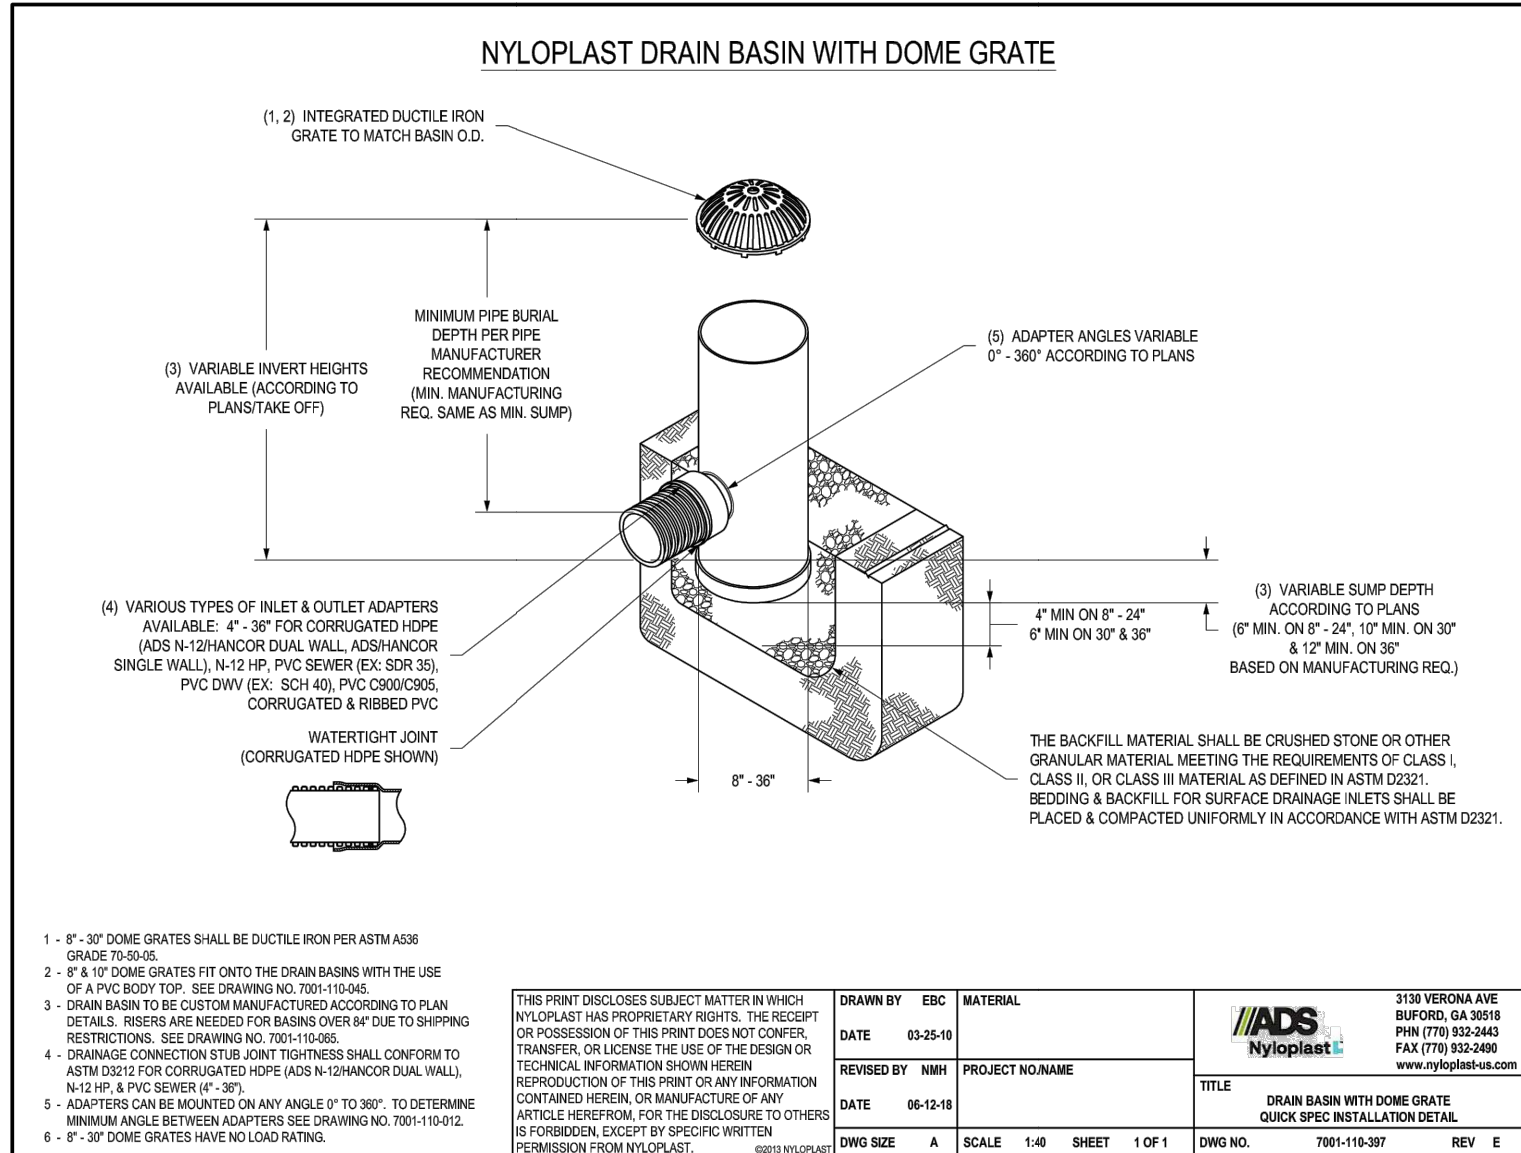 NYLOPLAST DRAIN BASIN WITH DOME GRATE
(1, 2) INTEGRATED DUCTILE IRON
GRATE TO MATCH BASIN O.D.
MINIMUM PIPE BURIAL
DEPTH PER PIPE
MANUFACTURER
RECOMMENDATION
(MIN. MANUFACTURING
REQ. SAME AS MIN. SUMP)
(3) VARIABLE INVERT HEIGHTS
AVAILABLE (ACCORDING TO
PLANS/TAKE OFF)
(5) ADAPTER ANGLES VARIABLE
0° - 360° ACCORDING TO PLANS
(4) VARIOUS TYPES OF INLET & OUTLET ADAPTERS
AVAILABLE: 4" - 36" FOR CORRUGATED HDPE
(ADS N-12/HANCOR DUAL WALL, ADS/HANCOR
SINGLE WALL), N-12 HP, PVC SEWER (EX: SDR 35),
PVC DWV (EX: SCH 40), PVC C900/C905,
CORRUGATED & RIBBED PVC
WATERTIGHT JOINT
(CORRUGATED HDPE SHOWN)
4" MIN ON 8" - 24"
6" MIN ON 30" & 36"
(3) VARIABLE SUMP DEPTH
ACCORDING TO PLANS
(6" MIN. ON 8" - 24", 10" MIN. ON 30"
& 12" MIN. ON 36"
BASED ON MANUFACTURING REQ.)
8" - 36"
THE BACKFILL MATERIAL SHALL BE CRUSHED STONE OR OTHER
GRANULAR MATERIAL MEETING THE REQUIREMENTS OF CLASS I,
CLASS II, OR CLASS III MATERIAL AS DEFINED IN ASTM D2321.
BEDDING & BACKFILL FOR SURFACE DRAINAGE INLETS SHALL BE
PLACED & COMPACTED UNIFORMLY IN ACCORDANCE WITH ASTM D2321.
1 - 8" - 30" DOME GRATES SHALL BE DUCTILE IRON PER ASTM A536
GRADE 70-50-05.
2 - 8" & 10" DOME GRATES FIT ONTO THE DRAIN BASINS WITH THE USE
OF A PVC BODY TOP. SEE DRAWING NO. 7001-110-045.
3 - DRAIN BASIN TO BE CUSTOM MANUFACTURED ACCORDING TO PLAN
DETAILS. RISERS ARE NEEDED FOR BASINS OVER 84" DUE TO SHIPPING
RESTRICTIONS. SEE DRAWING NO. 7001-110-065.
4 - DRAINAGE CONNECTION STUB JOINT TIGHTNESS SHALL CONFORM TO
ASTM D3212 FOR CORRUGATED HDPE (ADS N-12/HANCOR DUAL WALL),
N-12 HP, & PVC SEWER (4" - 36").
5 - ADAPTERS CAN BE MOUNTED ON ANY ANGLE 0° TO 360°. TO DETERMINE
MINIMUM ANGLE BETWEEN ADAPTERS SEE DRAWING NO. 7001-110-012.
6 - 8" - 30" DOME GRATES HAVE NO LOAD RATING.
THIS PRINT DISCLOSES SUBJECT MATTER IN WHICH
NYLOPLAST HAS PROPRIETARY RIGHTS. THE RECEIPT
OR POSSESSION OF THIS PRINT DOES NOT CONFER,
TRANSFER, OR LICENSE THE USE OF THE DESIGN OR
TECHNICAL INFORMATION SHOWN HEREIN
REPRODUCTION OF THIS PRINT OR ANY INFORMATION
CONTAINED HEREIN, OR MANUFACTURE OF ANY
ARTICLE HEREFROM, FOR THE DISCLOSURE TO OTHERS
IS FORBIDDEN, EXCEPT BY SPECIFIC WRITTEN
PERMISSION FROM NYLOPLAST.
©2013 NYLOPLAST
DRAWN BY EBC
DATE 03-25-10
REVISED BY NMH
DATE 06-12-18
DWG SIZE A
MATERIAL
PROJECT NO./NAME
SCALE 1:40 SHEET 1 OF 1
ADS
Nyloplast
3130 VERONA AVE
BUFORD, GA 30518
PHN (770) 932-2443
FAX (770) 932-2490
www.nyloplast-us.com
TITLE
DRAIN BASIN WITH DOME GRATE
QUICK SPEC INSTALLATION DETAIL
DWG NO. 7001-110-397 REV E